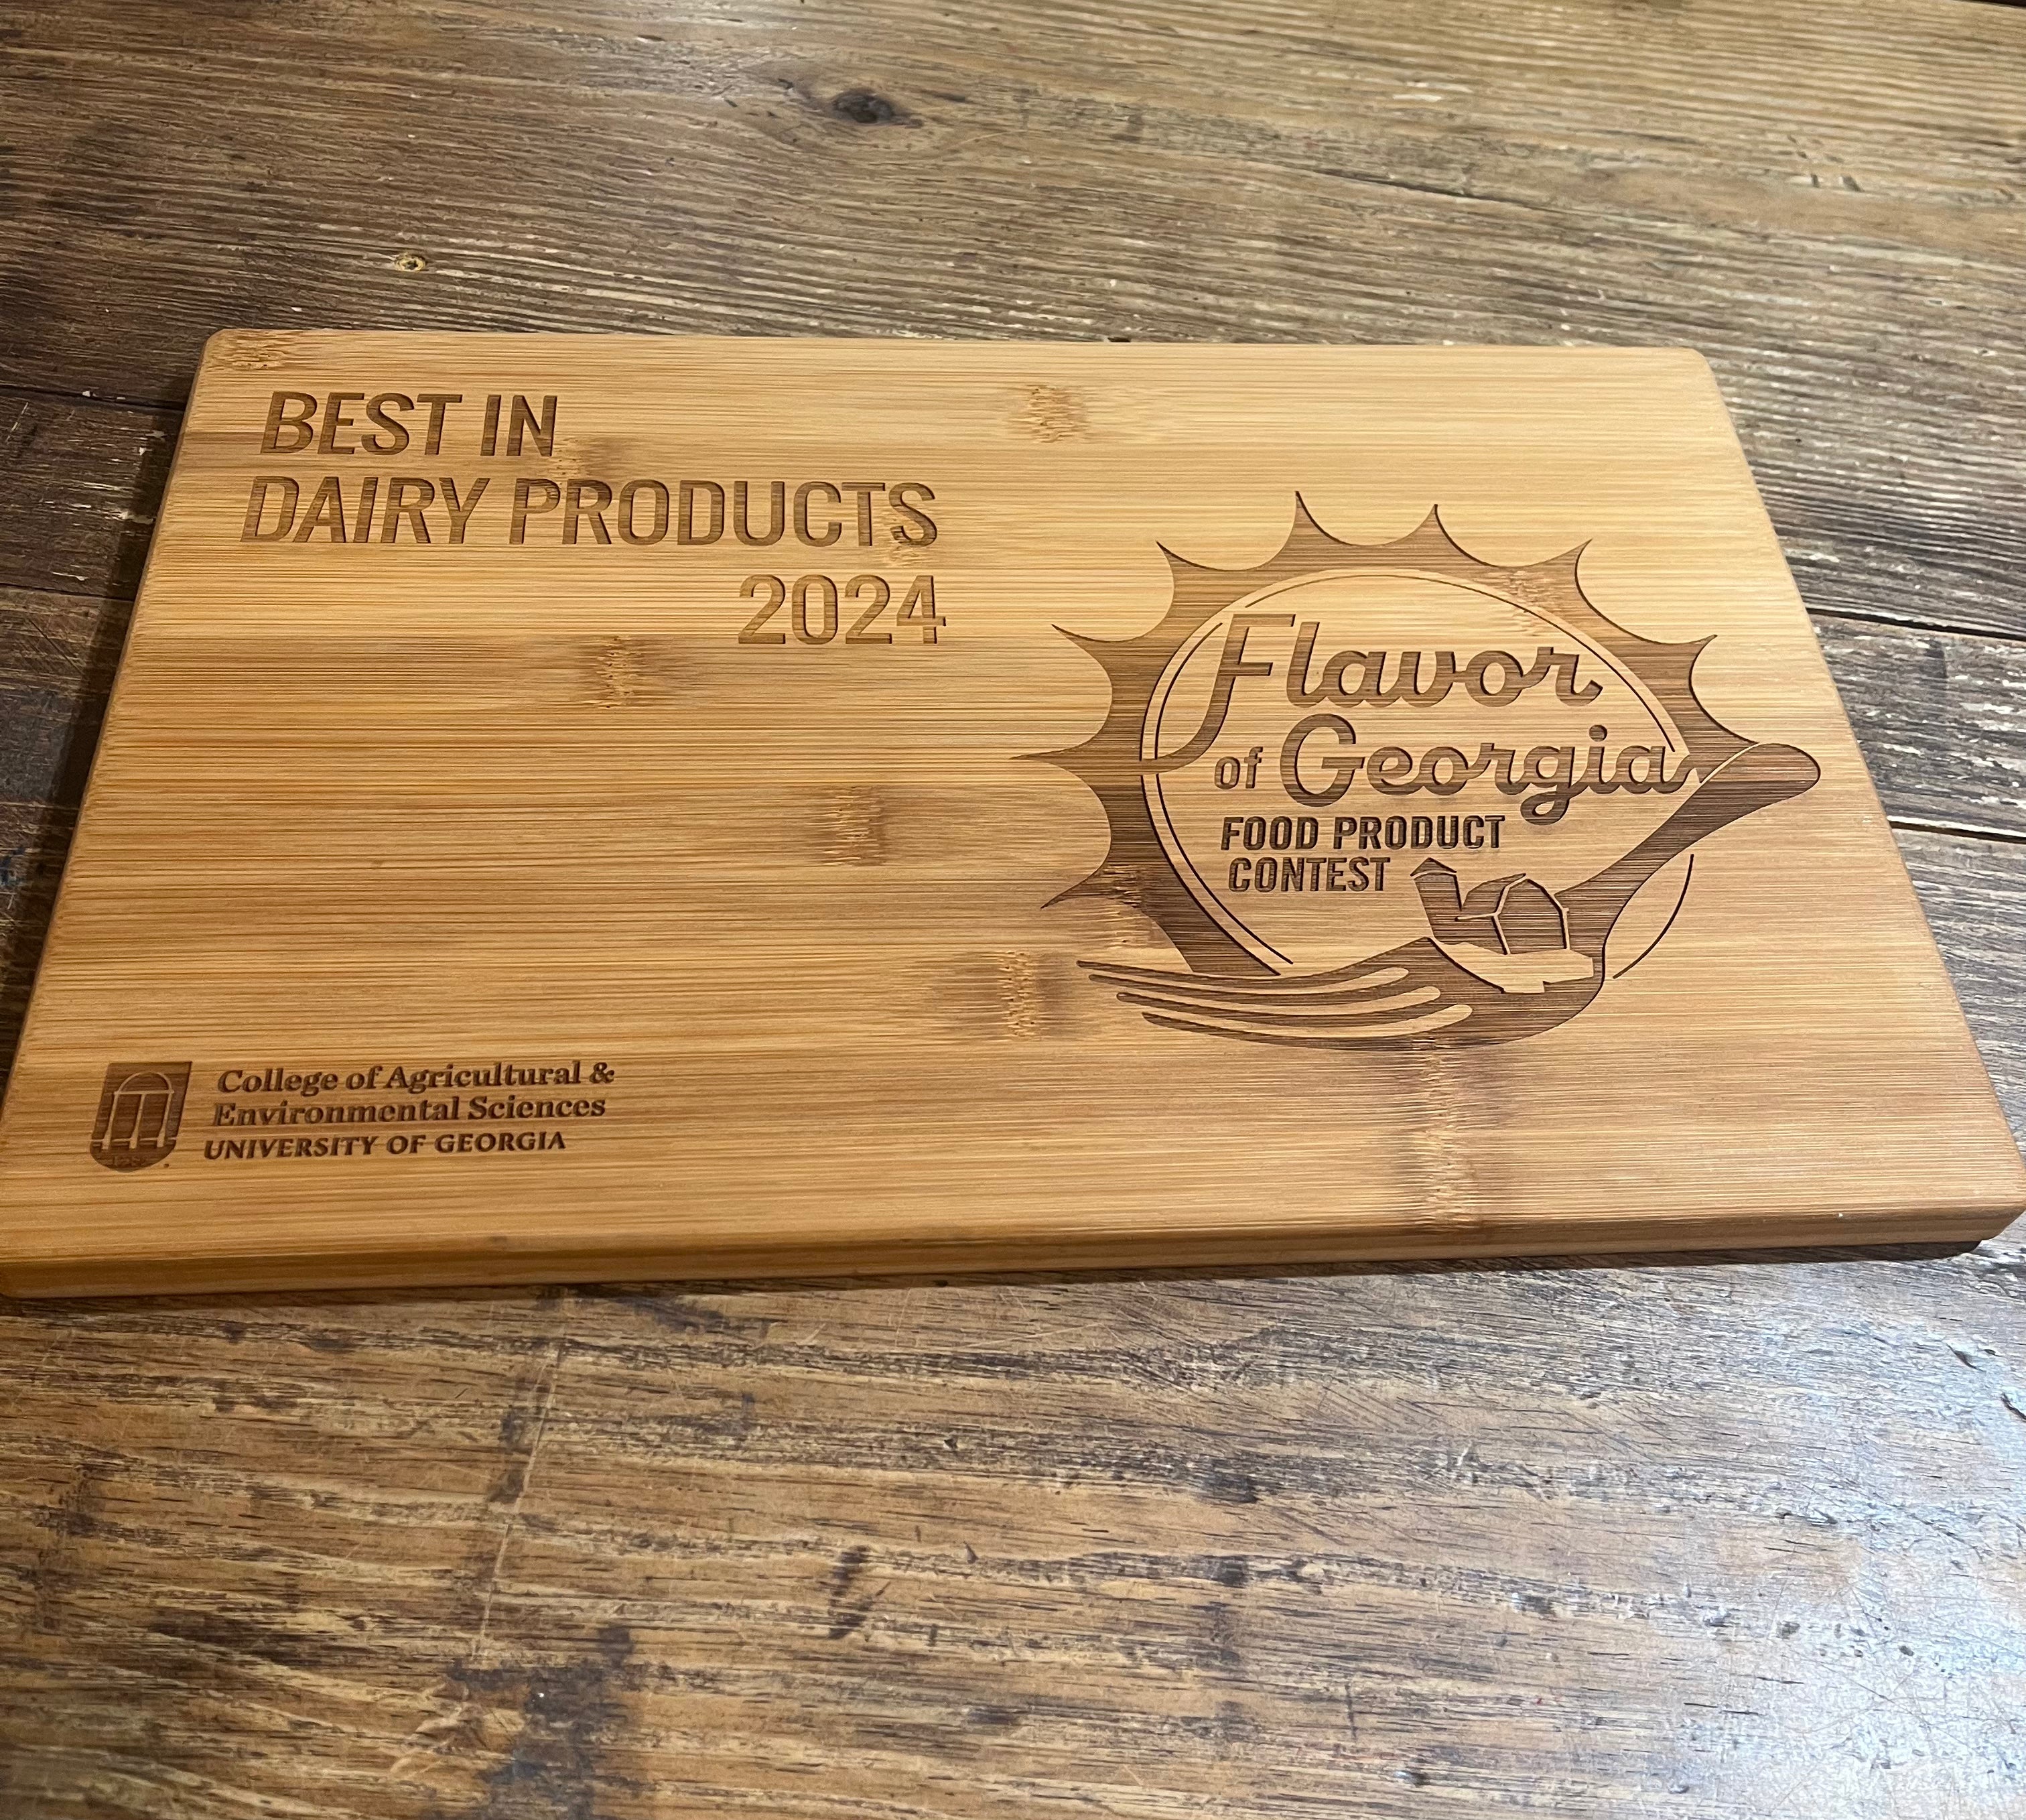 BEST IN
DAIRY PRODUCTS
2024
Flavor
of Georgia
FOOD PRODUCT
CONTEST
College of Agricultural &
Environmental Sciences
UNIVERSITY OF GEORGIA